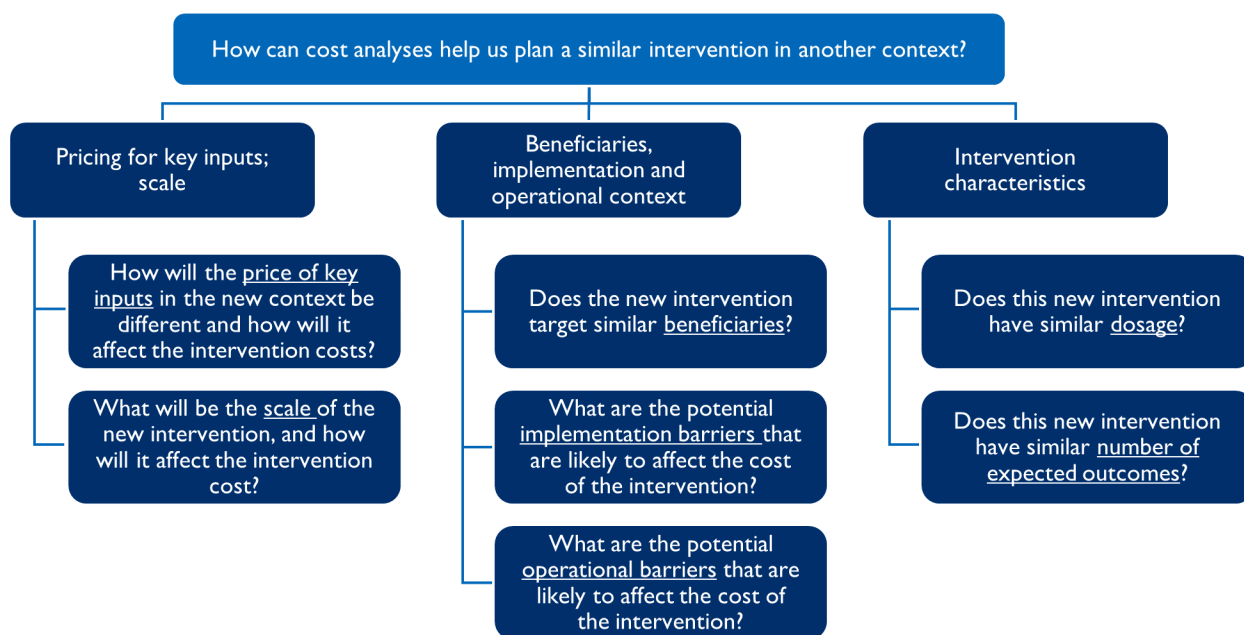 How can cost analyses help us plan a similar intervention in another context?
Pricing for key inputs;
scale
How will the price of key
inputs in the new context be
different and how will it
affect the intervention costs?
What will be the scale of the
new intervention, and how
will it affect the intervention
cost?
Beneficiaries,
implementation and
operational context
Does the new intervention
target similar beneficiaries?
What are the potential
implementation barriers that
are likely to affect the cost
of the intervention?
What are the potential
operational barriers that are
likely to affect the cost of
the intervention?
Intervention
characteristics
Does this new intervention
have similar dosage?
Does this new intervention
have similar number of
expected outcomes?